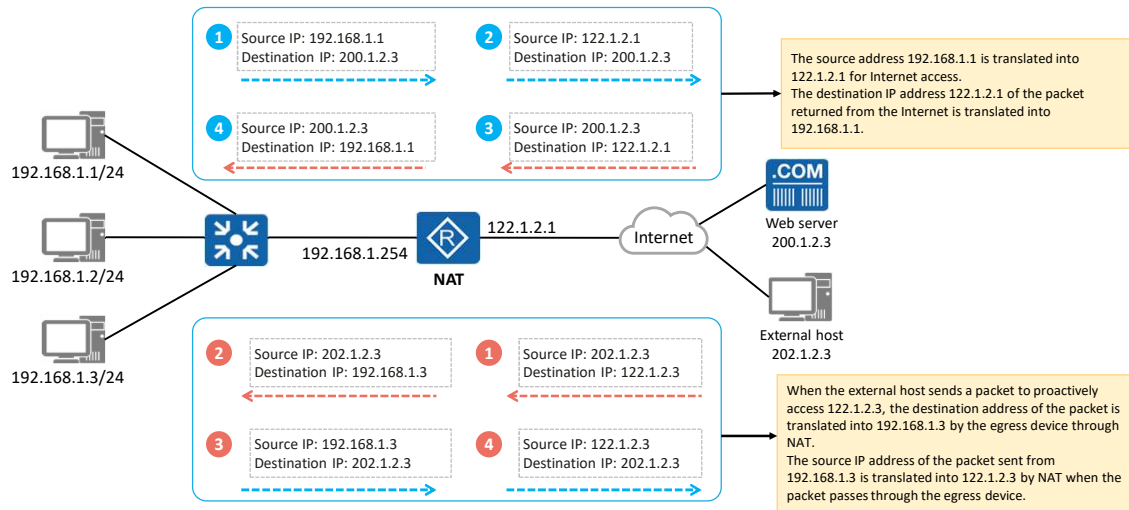 1
Source IP: 192.168.1.1
Destination IP: 200.1.2.3
2
Source IP: 122.1.2.1
Destination IP: 200.1.2.3
4
Source IP: 200.1.2.3
Destination IP: 192.168.1.1
3
Source IP: 200.1.2.3
Destination IP: 122.1.2.1
The source address 192.168.1.1 is translated into
122.1.2.1 for Internet access.
The destination IP address 122.1.2.1 of the packet
returned from the Internet is translated into
192.168.1.1.
192.168.1.1/24
192.168.1.2/24
192.168.1.3/24
192.168.1.254
R
NAT
122.1.2.1
Internet
.COM
Web server
200.1.2.3
External host
202.1.2.3
2
Source IP: 202.1.2.3
Destination IP: 192.168.1.3
1
Source IP: 202.1.2.3
Destination IP: 122.1.2.3
3
Source IP: 192.168.1.3
Destination IP: 202.1.2.3
4
Source IP: 122.1.2.3
Destination IP: 202.1.2.3
When the external host sends a packet to proactively
access 122.1.2.3, the destination address of the packet is
translated into 192.168.1.3 by the egress device through
NAT.
The source IP address of the packet sent from
192.168.1.3 is translated into 122.1.2.3 by NAT when the
packet passes through the egress device.